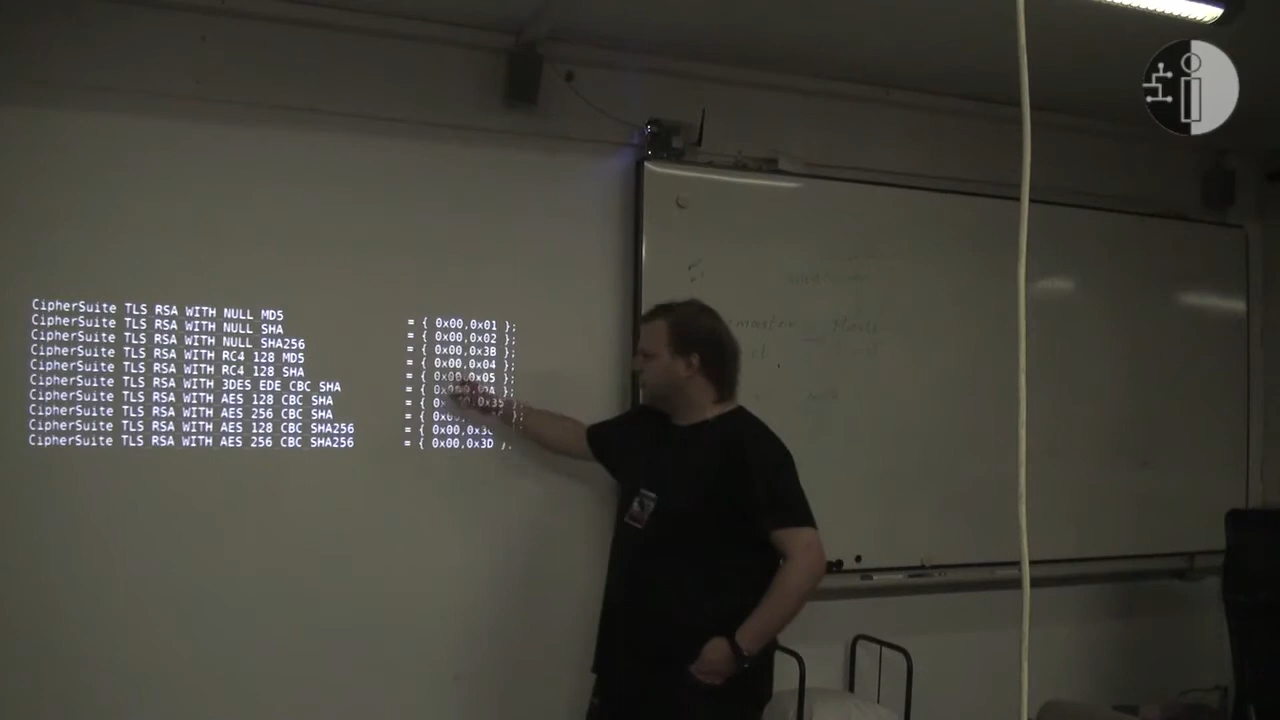 CipherSuite TLS RSA WITH NULL MD5 = { 0x00,0x01 };
CipherSuite TLS RSA WITH NULL SHA = { 0x00,0x02 };
CipherSuite TLS RSA WITH NULL SHA256 = { 0x00,0x3B };
CipherSuite TLS RSA WITH RC4 128 MD5 = { 0x00,0x04 };
CipherSuite TLS RSA WITH RC4 128 SHA = { 0x00,0x05 };
CipherSuite TLS RSA WITH 3DES EDE CBC SHA = {
CipherSuite TLS RSA WITH AES 128 CBC SHA = {
CipherSuite TLS RSA WITH AES 256 CBC SHA = {
CipherSuite TLS RSA WITH AES 128 CBC SHA256 = { 0x00,0x3C
CipherSuite TLS RSA WITH AES 256 CBC SHA256 = { 0x00,0x3D };